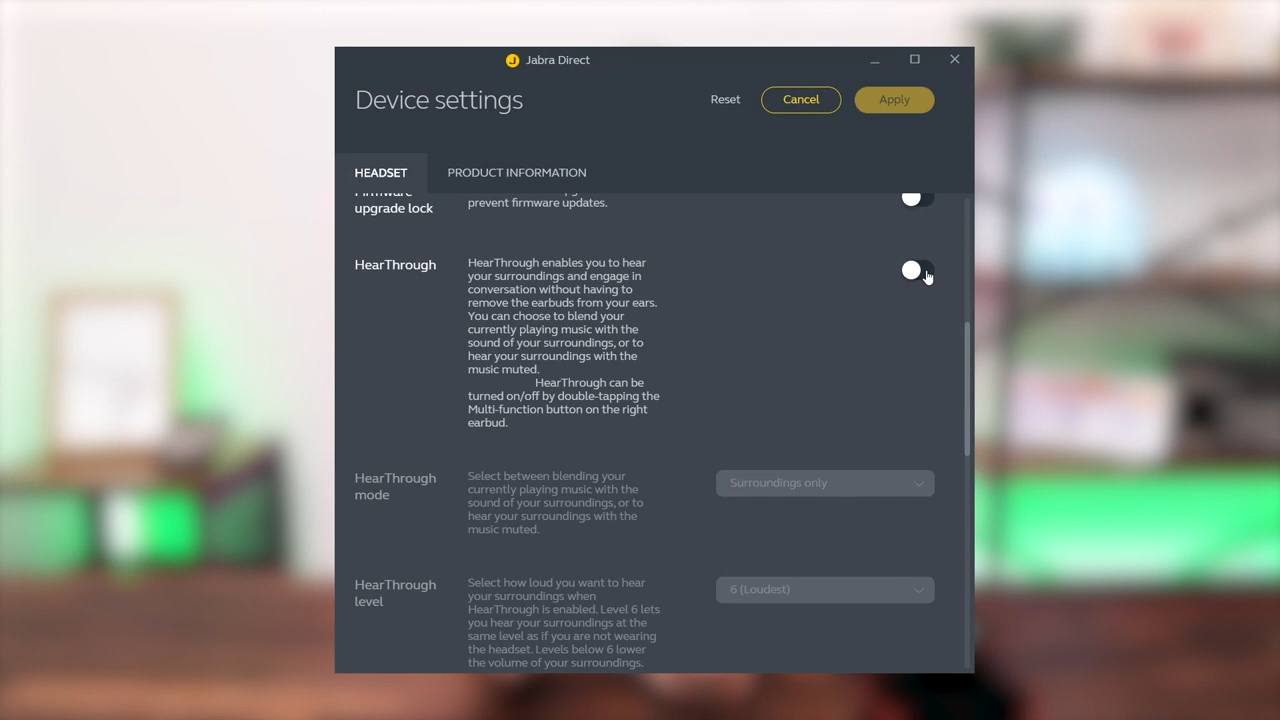 Jabra Direct
Device settings
Reset
Cancel
Apply
HEADSET
PRODUCT INFORMATION
Firmware
upgrade lock
prevent firmware updates.
HearThrough
HearThrough enables you to hear
your surroundings and engage in
conversation without having to
remove the earbuds from your ears.
You can choose to blend your
currently playing music with the
sound of your surroundings, or to
hear your surroundings with the
music muted.
HearThrough can be
turned on/off by double-tapping the
Multi-function button on the right
earbud.
HearThrough
mode
Select between blending your
currently playing music with the
sound of your surroundings, or to
hear your surroundings with the
music muted.
Surroundings only
HearThrough
level
Select how loud you want to hear
your surroundings when
HearThrough is enabled. Level 6 lets
you hear your surroundings at the
same level as if you are not wearing
the headset. Levels below 6 lower
the volume of your surroundings.
6 (Loudest)